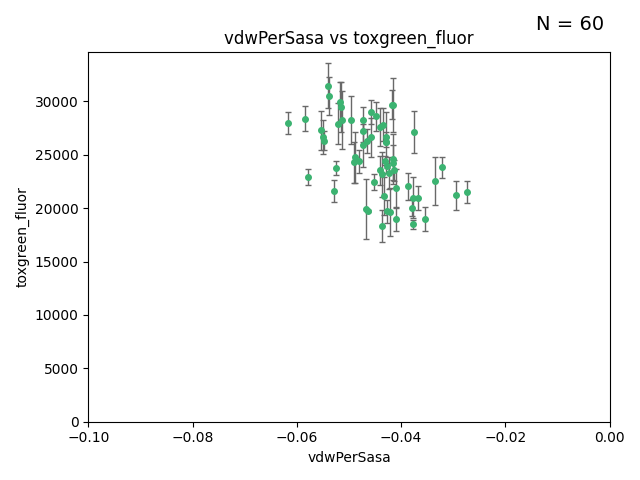 N = 60
vdwPerSasa vs toxgreen_fluor
toxgreen_fluor
30000
25000
20000
15000
10000
5000
0
−0.10 −0.08 −0.06 −0.04 −0.02 0.00
vdwPerSasa